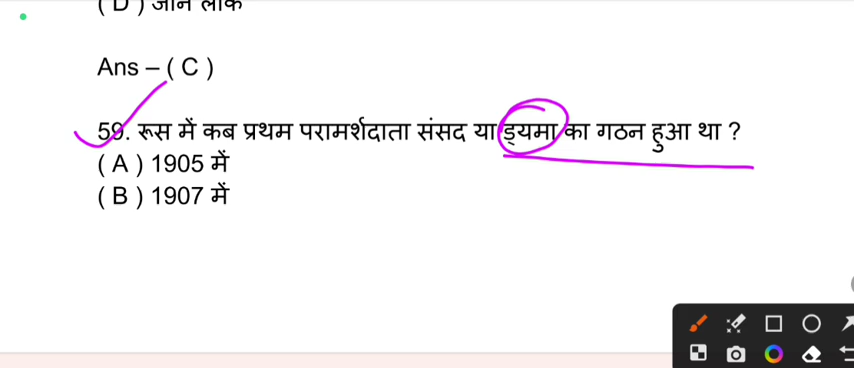 ( D ) जॉन लॉक
Ans – ( C )
59. रूस में कब प्रथम परामर्शदाता संसद या ड्यमा का गठन हुआ था ?
( A ) 1905 में
( B ) 1907 में